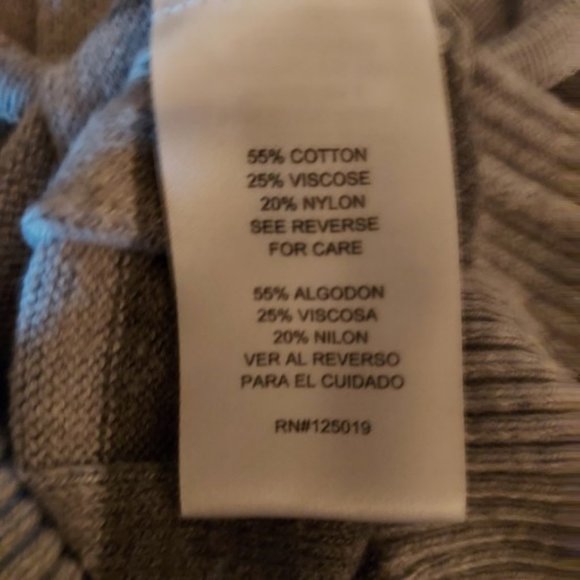 55% COTTON
25% VISCOSE
20% NYLON
SEE REVERSE
FOR CARE
55% ALGODON
25% VISCOSA
20% NILON
VER AL REVERSO
PARA EL CUIDADO
RN#125019